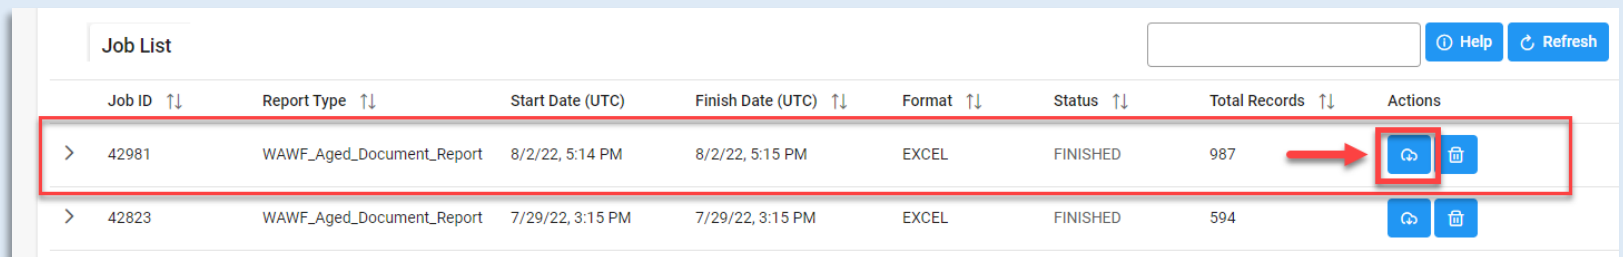 Job List
Help
Refresh
Job ID Report Type Start Date (UTC) Finish Date (UTC) Format Status Total Records Actions
42981 WAWF_Aged_Document_Report 8/2/22, 5:14 PM 8/2/22, 5:15 PM EXCEL FINISHED 987
42823 WAWF_Aged_Document_Report 7/29/22, 3:15 PM 7/29/22, 3:15 PM EXCEL FINISHED 594